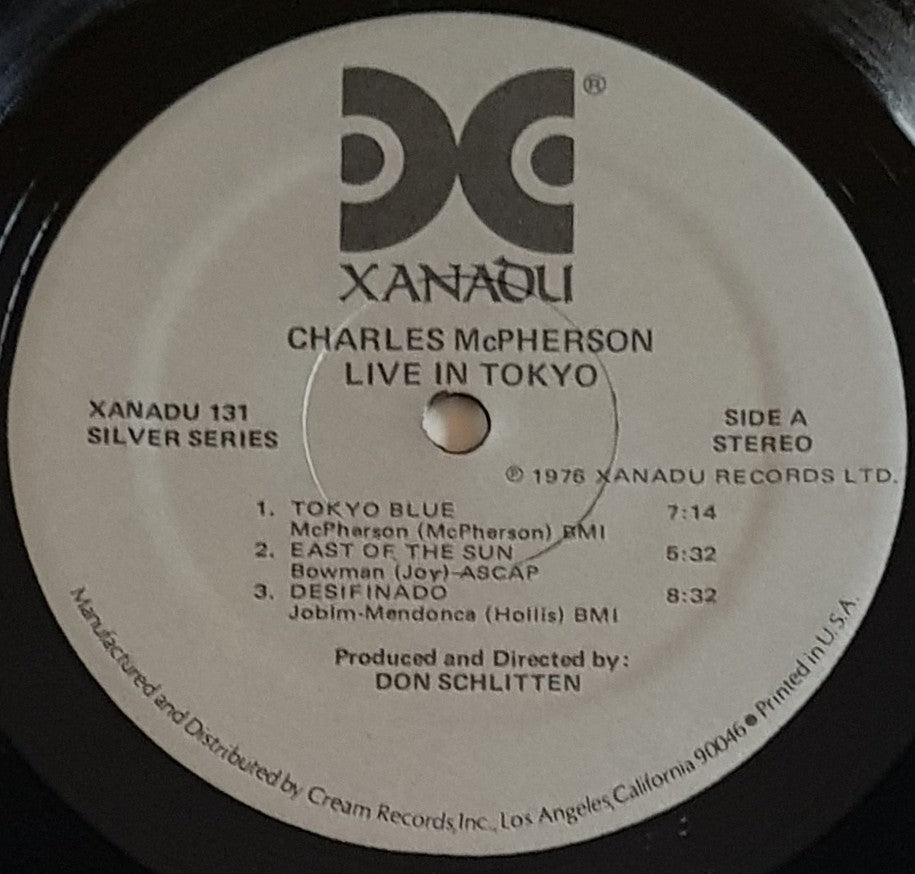 ®
XANADU
CHARLES McPHERSON
LIVE IN TOKYO
XANADU 131
SILVER SERIES
SIDE A
STEREO
℗ 1976 XANADU RECORDS LTD.
1. TOKYO BLUE 7:14
McPherson (McPherson) BMI
2. EAST OF THE SUN 5:32
Bowman (Joy)-ASCAP
3. DESIFINADO 8:32
Jobim-Mendonca (Hollis) BMI
Produced and Directed by:
DON SCHLITTEN
Manufactured and Distributed by Cream Records, Inc., Los Angeles, California 90046 ● Printed in U.S.A.